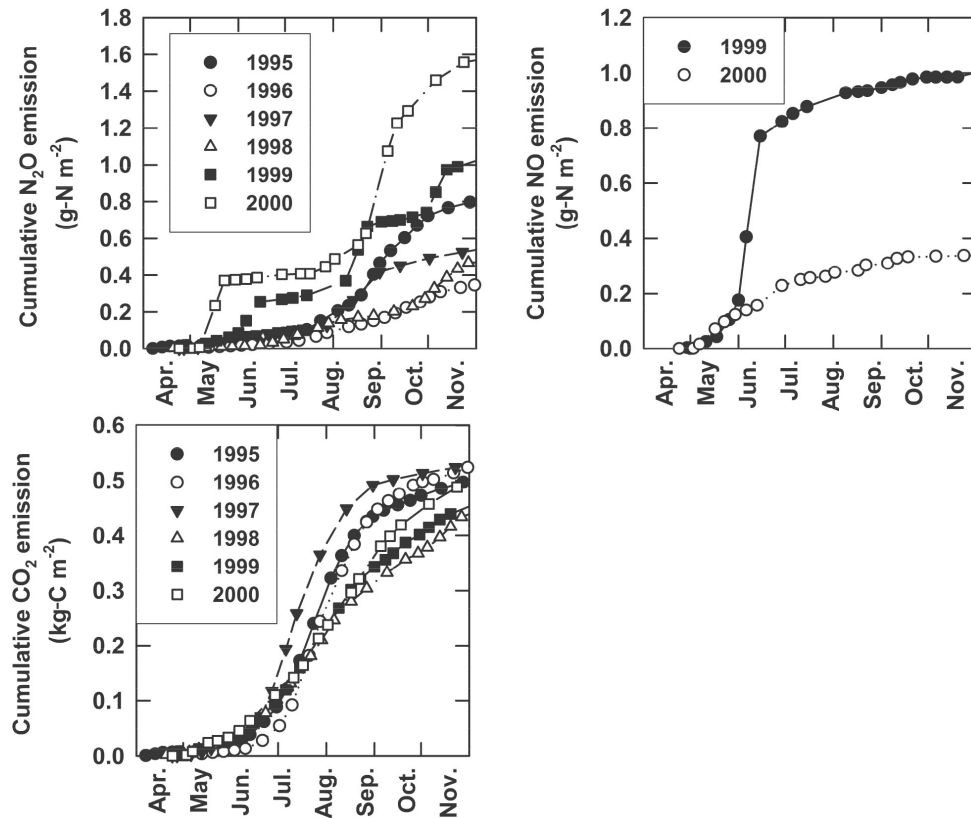 Cumulative N₂O emission
(g-N m⁻²)
1.8
1.6
1.4
1.2
1.0
0.8
0.6
0.4
0.2
0.0
1995
1996
1997
1998
1999
2000
Apr.
May
Jun.
Jul.
Aug.
Sep.
Oct.
Nov.
Cumulative NO emission
(g-N m⁻²)
1.2
1.0
0.8
0.6
0.4
0.2
0.0
1999
2000
Apr.
May
Jun.
Jul.
Aug.
Sep.
Oct.
Nov.
Cumulative CO₂ emission
(kg-C m⁻²)
0.6
0.5
0.4
0.3
0.2
0.1
0.0
1995
1996
1997
1998
1999
2000
Apr.
May
Jun.
Jul.
Aug.
Sep.
Oct.
Nov.